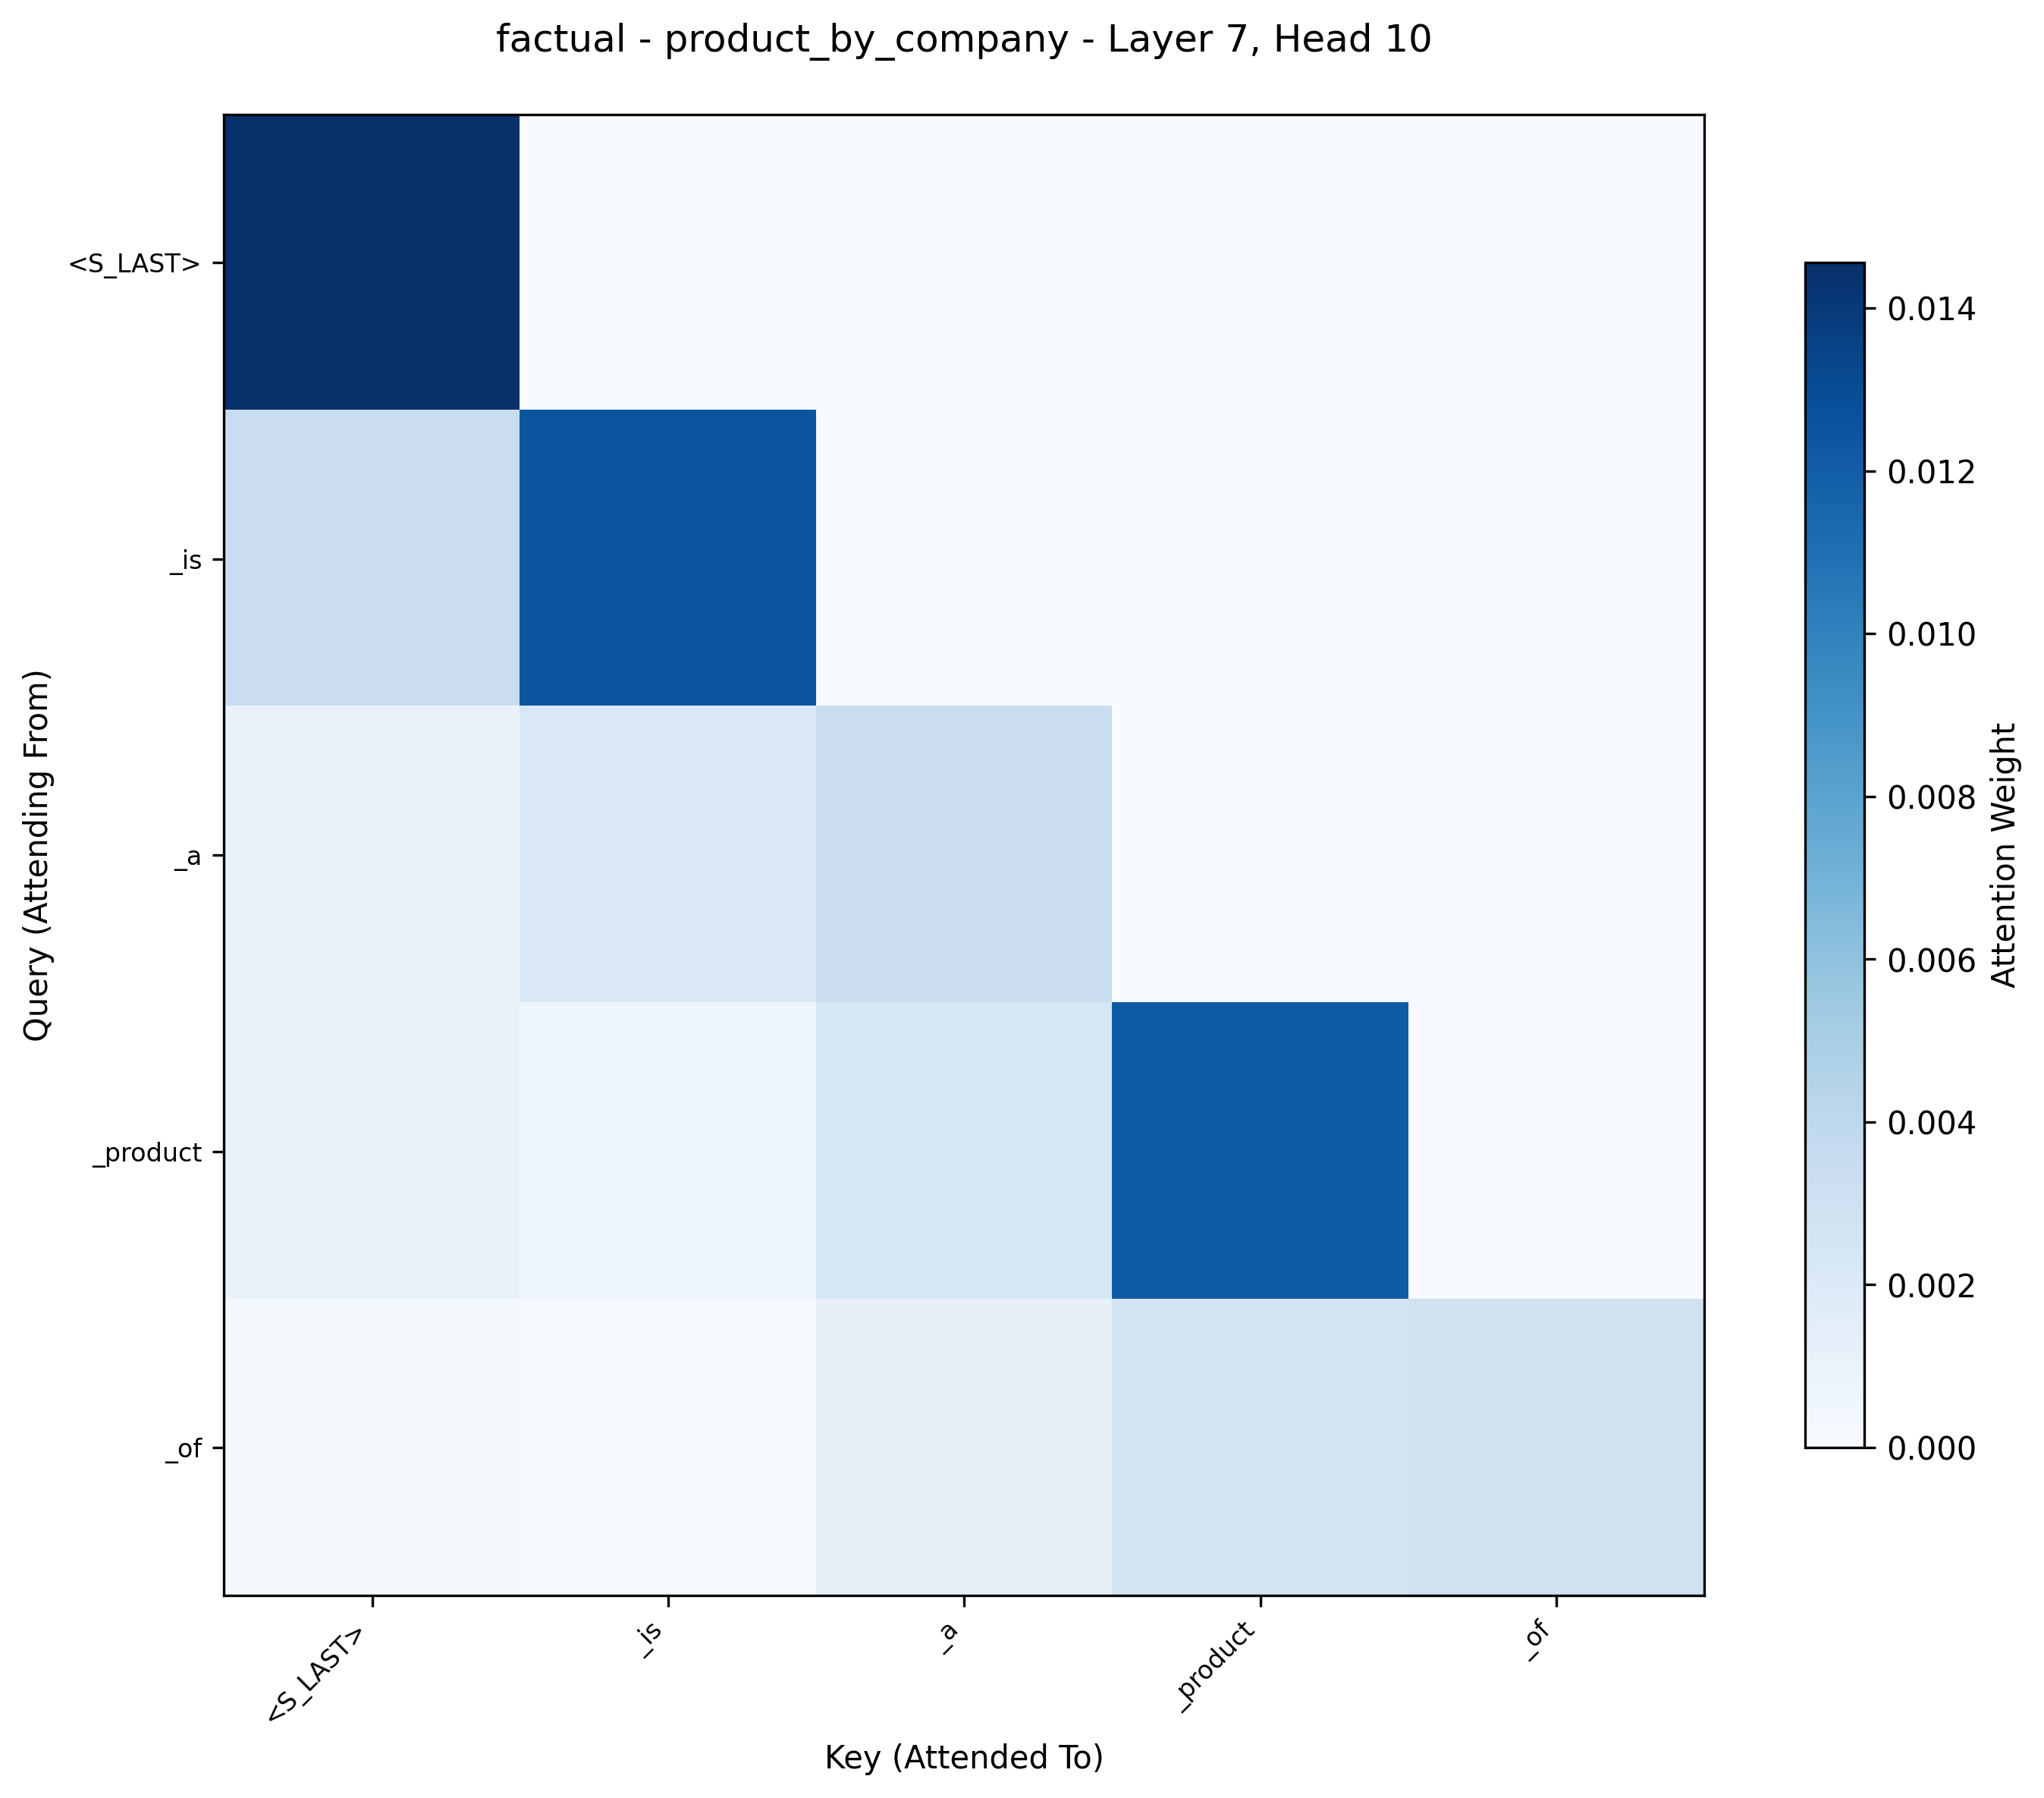 factual - product_by_company - Layer 7, Head 10
Query (Attending From)
<S_LAST>
_is
_a
_product
_of
<S_LAST>
_is
_a
_product
_of
Key (Attended To)
0.014
0.012
0.010
0.008
0.006
0.004
0.002
0.000
Attention Weight